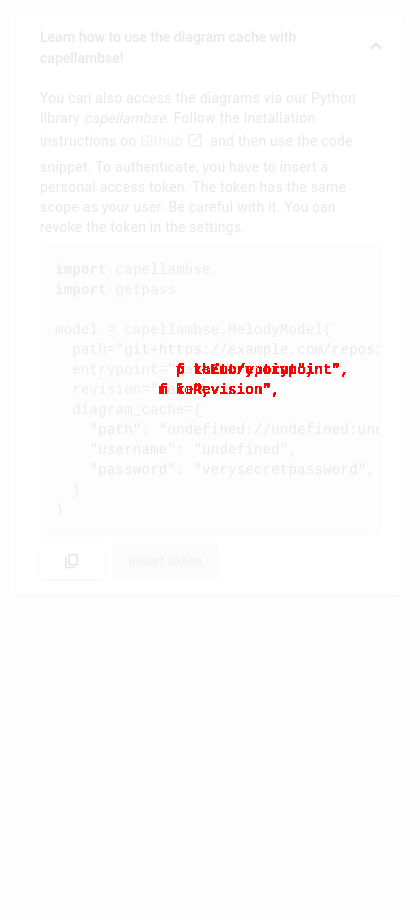 Learn how to use the diagram cache with
capellambse!
You can also access the diagrams via our Python
library capellambse. Follow the installation
instructions on Github and then use the code
snippet. To authenticate, you have to insert a
personal access token. The token has the same
scope as your user. Be careful with it. You can
revoke the token in the settings.
import capellambse
import getpass
model = capellambse.MelodyModel(
path="git+https://example.com/reposi
entrypoint="
revision="
diagram_cache={
"path": "undefined://undefined:und
"username": "undefined",
"password": "verysecretpassword",
}
)
Insert token